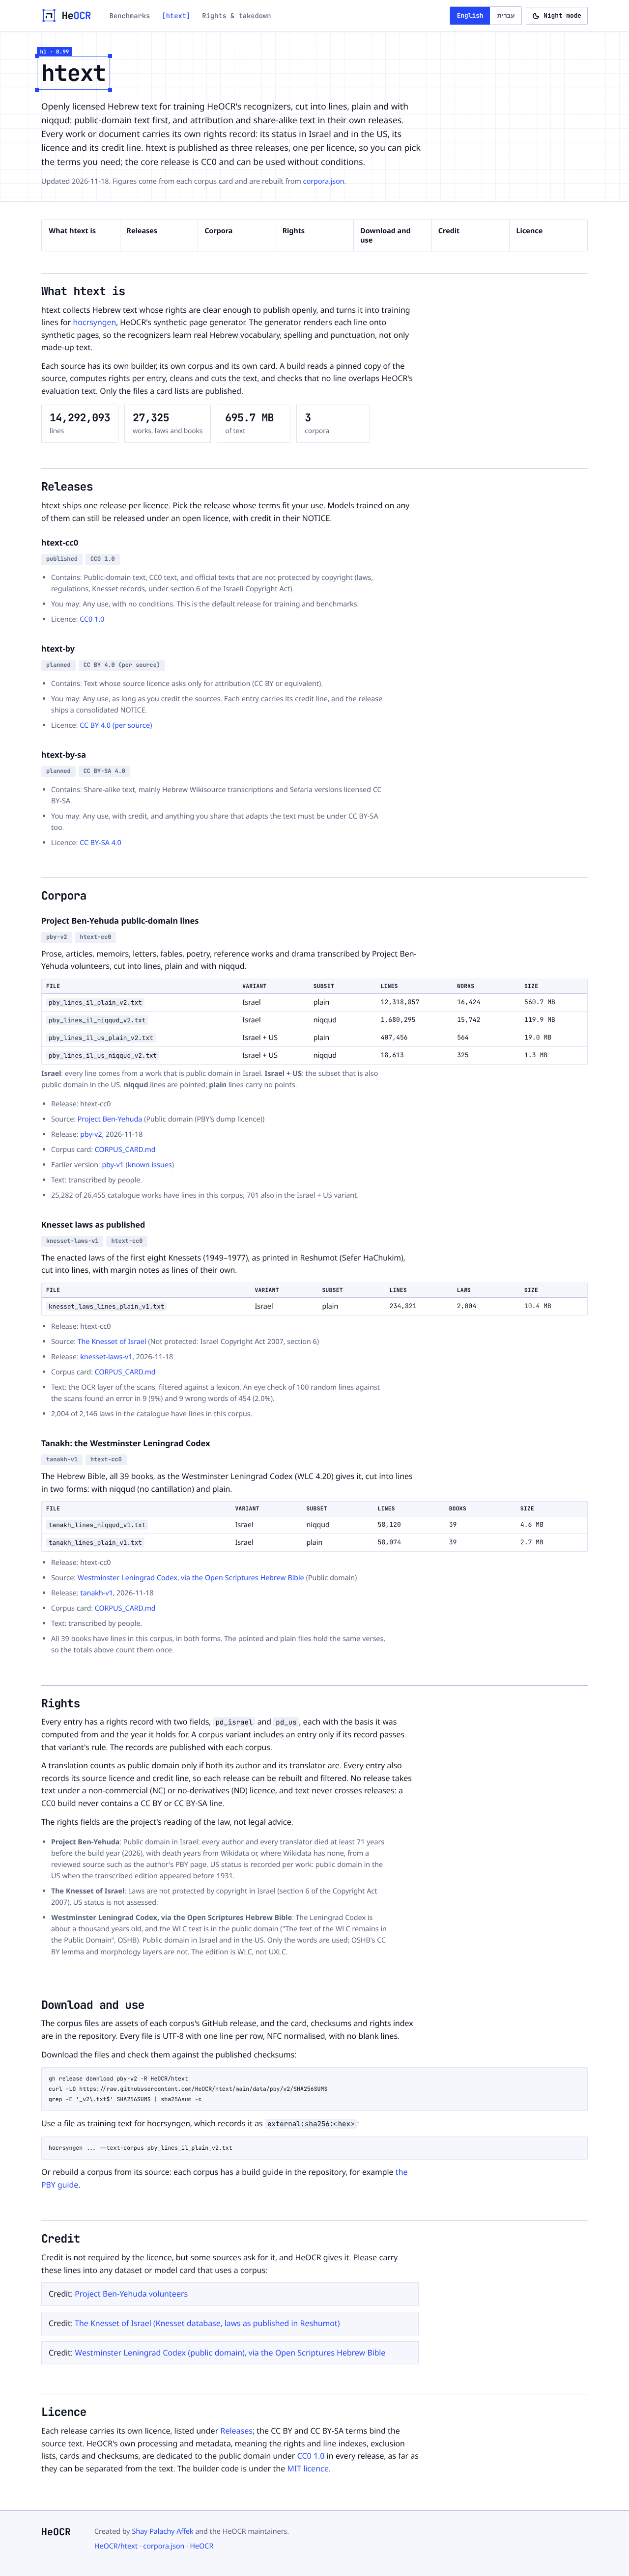 HeOCR
Benchmarks
[htext]
Rights & takedown
English
עברית
Night mode
h1 · 0.99
htext
Openly licensed Hebrew text for training HeOCR's recognizers, cut into lines, plain and with
niqqud: public-domain text first, and attribution and share-alike text in their own releases.
Every work or document carries its own rights record: its status in Israel and in the US, its
licence and its credit line. htext is published as three releases, one per licence, so you can pick
the terms you need; the core release is CC0 and can be used without conditions.
Updated 2026-11-18. Figures come from each corpus card and are rebuilt from corpora.json.
What htext is
Releases
Corpora
Rights
Download and
use
Credit
Licence
What htext is
htext collects Hebrew text whose rights are clear enough to publish openly, and turns it into training
lines for hocrsyngen, HeOCR's synthetic page generator. The generator renders each line onto
synthetic pages, so the recognizers learn real Hebrew vocabulary, spelling and punctuation, not only
made-up text.
Each source has its own builder, its own corpus and its own card. A build reads a pinned copy of the
source, computes rights per entry, cleans and cuts the text, and checks that no line overlaps HeOCR's
evaluation text. Only the files a card lists are published.
14,292,093
lines
27,325
works, laws and books
695.7 MB
of text
3
corpora
Releases
htext ships one release per licence. Pick the release whose terms fit your use. Models trained on any
of them can still be released under an open licence, with credit in their NOTICE.
htext-cc0
published CC0 1.0
• Contains: Public-domain text, CC0 text, and official texts that are not protected by copyright (laws,
regulations, Knesset records, under section 6 of the Israeli Copyright Act).
• You may: Any use, with no conditions. This is the default release for training and benchmarks.
• Licence: CC0 1.0
htext-by
planned CC BY 4.0 (per source)
• Contains: Text whose source licence asks only for attribution (CC BY or equivalent).
• You may: Any use, as long as you credit the sources. Each entry carries its credit line, and the release
ships a consolidated NOTICE.
• Licence: CC BY 4.0 (per source)
htext-by-sa
planned CC BY-SA 4.0
• Contains: Share-alike text, mainly Hebrew Wikisource transcriptions and Sefaria versions licensed CC
BY-SA.
• You may: Any use, with credit, and anything you share that adapts the text must be under CC BY-SA
too.
• Licence: CC BY-SA 4.0
Corpora
Project Ben-Yehuda public-domain lines
pby-v2 htext-cc0
Prose, articles, memoirs, letters, fables, poetry, reference works and drama transcribed by Project Ben-
Yehuda volunteers, cut into lines, plain and with niqqud.
FILE VARIANT SUBSET LINES WORKS SIZE
pby_lines_il_plain_v2.txt Israel plain 12,318,857 16,424 560.7 MB
pby_lines_il_niqqud_v2.txt Israel niqqud 1,680,295 15,742 119.9 MB
pby_lines_il_us_plain_v2.txt Israel + US plain 407,456 564 19.0 MB
pby_lines_il_us_niqqud_v2.txt Israel + US niqqud 18,613 325 1.3 MB
Israel: every line comes from a work that is public domain in Israel. Israel + US: the subset that is also
public domain in the US. niqqud lines are pointed; plain lines carry no points.
• Release: htext-cc0
• Source: Project Ben-Yehuda (Public domain (PBY's dump licence))
• Release: pby-v2, 2026-11-18
• Corpus card: CORPUS_CARD.md
• Earlier version: pby-v1 (known issues)
• Text: transcribed by people.
• 25,282 of 26,455 catalogue works have lines in this corpus; 701 also in the Israel + US variant.
Knesset laws as published
knesset-laws-v1 htext-cc0
The enacted laws of the first eight Knessets (1949–1977), as printed in Reshumot (Sefer HaChukim),
cut into lines, with margin notes as lines of their own.
FILE VARIANT SUBSET LINES LAWS SIZE
knesset_laws_lines_plain_v1.txt Israel plain 234,821 2,004 10.4 MB
• Release: htext-cc0
• Source: The Knesset of Israel (Not protected: Israel Copyright Act 2007, section 6)
• Release: knesset-laws-v1, 2026-11-18
• Corpus card: CORPUS_CARD.md
• Text: the OCR layer of the scans, filtered against a lexicon. An eye check of 100 random lines against
the scans found an error in 9 (9%) and 9 wrong words of 454 (2.0%).
• 2,004 of 2,146 laws in the catalogue have lines in this corpus.
Tanakh: the Westminster Leningrad Codex
tanakh-v1 htext-cc0
The Hebrew Bible, all 39 books, as the Westminster Leningrad Codex (WLC 4.20) gives it, cut into lines
in two forms: with niqqud (no cantillation) and plain.
FILE VARIANT SUBSET LINES BOOKS SIZE
tanakh_lines_niqqud_v1.txt Israel niqqud 58,120 39 4.6 MB
tanakh_lines_plain_v1.txt Israel plain 58,074 39 2.7 MB
• Release: htext-cc0
• Source: Westminster Leningrad Codex, via the Open Scriptures Hebrew Bible (Public domain)
• Release: tanakh-v1, 2026-11-18
• Corpus card: CORPUS_CARD.md
• Text: transcribed by people.
• All 39 books have lines in this corpus, in both forms. The pointed and plain files hold the same verses,
so the totals above count them once.
Rights
Every entry has a rights record with two fields, pd_israel and pd_us, each with the basis it was
computed from and the year it holds for. A corpus variant includes an entry only if its record passes
that variant's rule. The records are published with each corpus.
A translation counts as public domain only if both its author and its translator are. Every entry also
records its source licence and credit line, so each release can be rebuilt and filtered. No release takes
text under a non-commercial (NC) or no-derivatives (ND) licence, and text never crosses releases: a
CC0 build never contains a CC BY or CC BY-SA line.
The rights fields are the project's reading of the law, not legal advice.
• Project Ben-Yehuda: Public domain in Israel: every author and every translator died at least 71 years
before the build year (2026), with death years from Wikidata or, where Wikidata has none, from a
reviewed source such as the author's PBY page. US status is recorded per work: public domain in the
US when the transcribed edition appeared before 1931.
• The Knesset of Israel: Laws are not protected by copyright in Israel (section 6 of the Copyright Act
2007). US status is not assessed.
• Westminster Leningrad Codex, via the Open Scriptures Hebrew Bible: The Leningrad Codex is
about a thousand years old, and the WLC text is in the public domain ("The text of the WLC remains in
the Public Domain", OSHB). Public domain in Israel and in the US. Only the words are used; OSHB's CC
BY lemma and morphology layers are not. The edition is WLC, not UXLC.
Download and use
The corpus files are assets of each corpus's GitHub release, and the card, checksums and rights index
are in the repository. Every file is UTF-8 with one line per row, NFC normalised, with no blank lines.
Download the files and check them against the published checksums:
gh release download pby-v2 -R HeOCR/htext
curl -LO https://raw.githubusercontent.com/HeOCR/htext/main/data/pby/v2/SHA256SUMS
grep -E '_v2\.txt$' SHA256SUMS | sha256sum -c
Use a file as training text for hocrsyngen, which records it as external:sha256:<hex>:
hocrsyngen ... --text-corpus pby_lines_il_plain_v2.txt
Or rebuild a corpus from its source: each corpus has a build guide in the repository, for example the
PBY guide.
Credit
Credit is not required by the licence, but some sources ask for it, and HeOCR gives it. Please carry
these lines into any dataset or model card that uses a corpus:
Credit: Project Ben-Yehuda volunteers
Credit: The Knesset of Israel (Knesset database, laws as published in Reshumot)
Credit: Westminster Leningrad Codex (public domain), via the Open Scriptures Hebrew Bible
Licence
Each release carries its own licence, listed under Releases; the CC BY and CC BY-SA terms bind the
source text. HeOCR's own processing and metadata, meaning the rights and line indexes, exclusion
lists, cards and checksums, are dedicated to the public domain under CC0 1.0 in every release, as far as
they can be separated from the text. The builder code is under the MIT licence.
HeOCR
Created by Shay Palachy Affek and the HeOCR maintainers.
HeOCR/htext · corpora.json · HeOCR